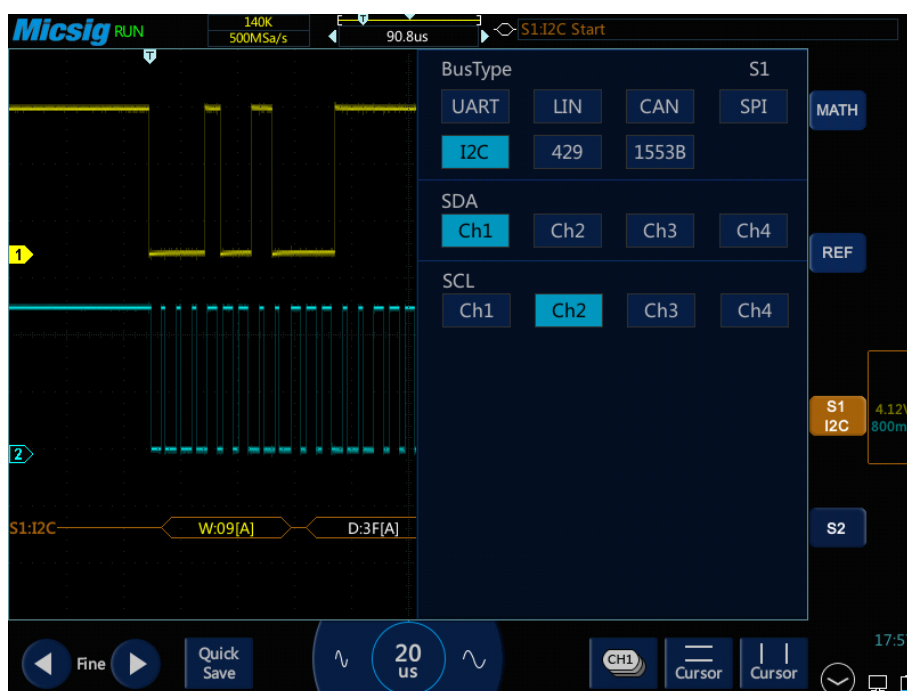 Micsig RUN
140K
500MSa/s
T
90.8us
S1:I2C Start
T
BusType S1
UART LIN CAN SPI
MATH
I2C 429 1553B
SDA
Ch1 Ch2 Ch3 Ch4
1
REF
SCL
Ch1 Ch2 Ch3 Ch4
S1
I2C
4.12V
800m
2
S1:I2C W:09[A] D:3F[A]
S2
Fine
Quick
Save
20
us
CH1
Cursor
Cursor
17:5